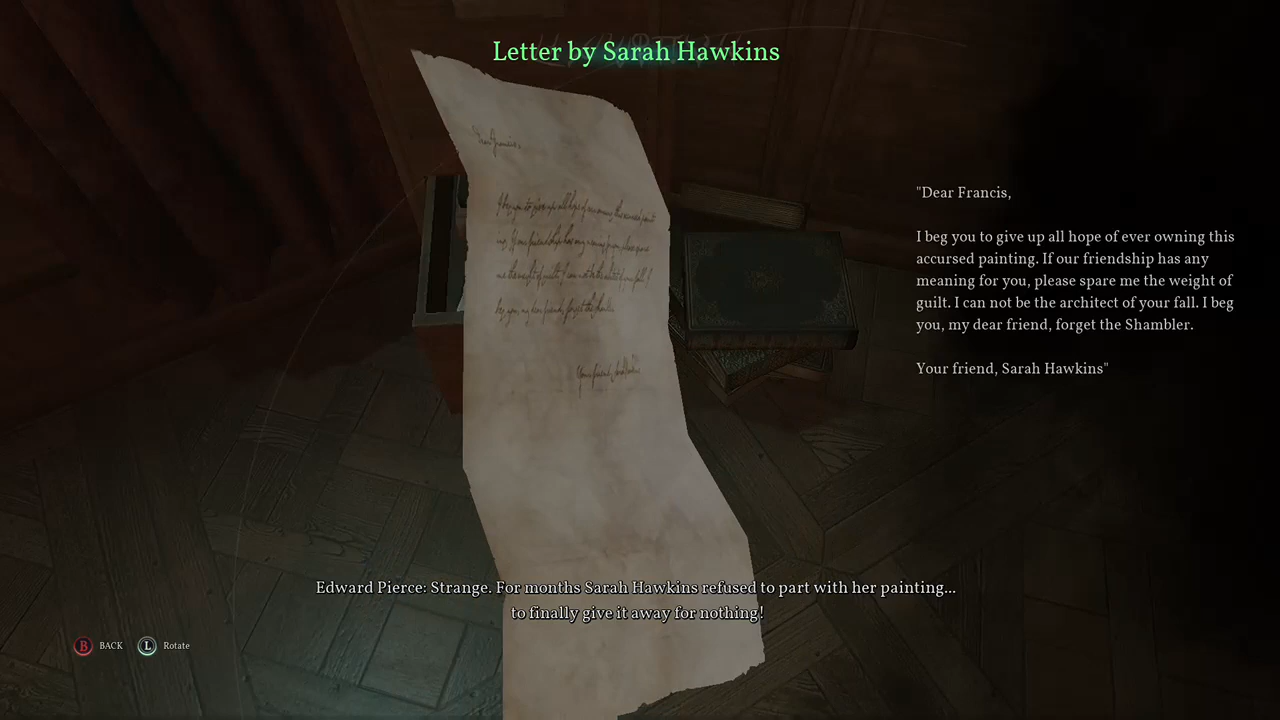 Letter by Sarah Hawkins
Dear Francis,
"Dear Francis,
I beg you to give up all hope of ever owning this
accursed painting. If our friendship has any
meaning for you, please spare me the weight of
guilt. I can not be the architect of your fall. I beg
you, my dear friend, forget the Shambler.
Your friend, Sarah Hawkins"
Edward Pierce: Strange. For months Sarah Hawkins refused to part with her painting...
to finally give it away for nothing!
B BACK L Rotate